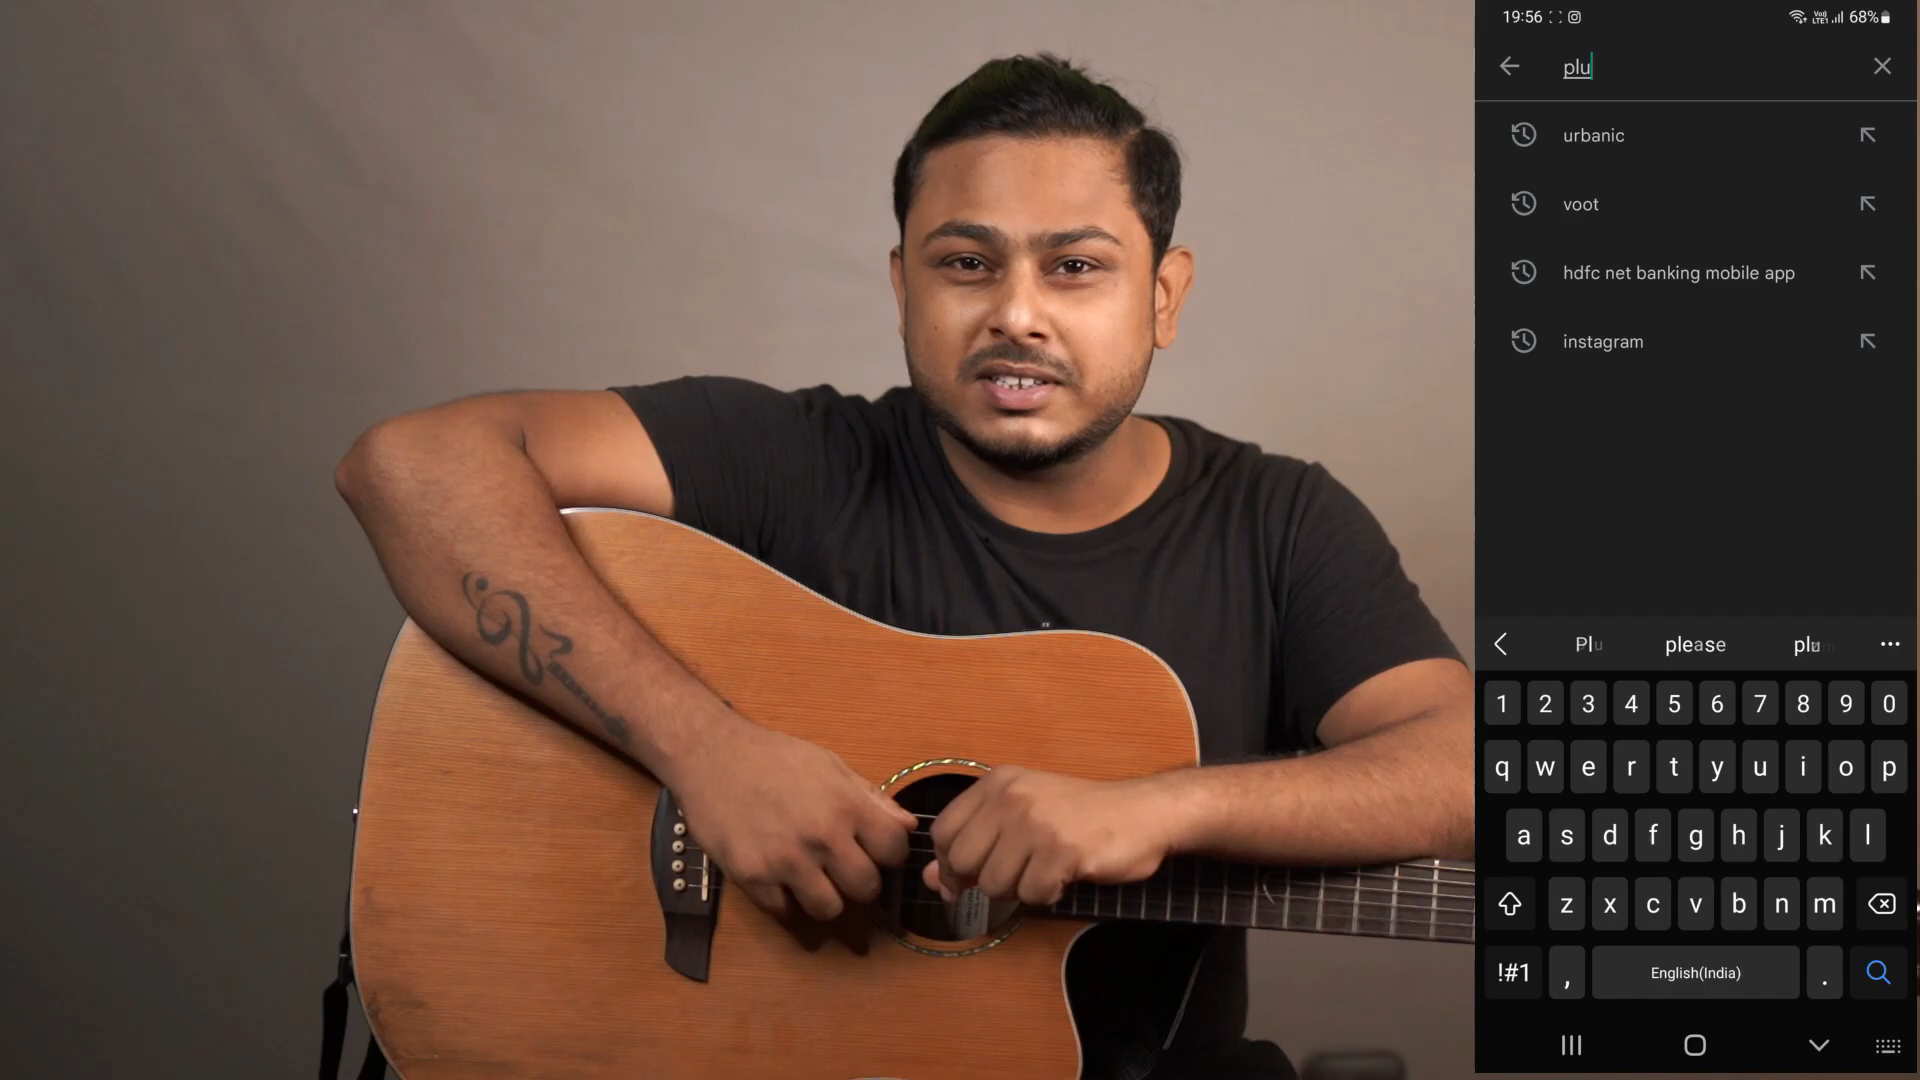 19:56 68%
plu
urbanic
voot
hdfc net banking mobile app
instagram
Plu please
1 2 3 4 5 6 7 8 9 0
q w e r t y u i o p
a s d f g h j k l
z x c v b n m
!#1 , English(India) .